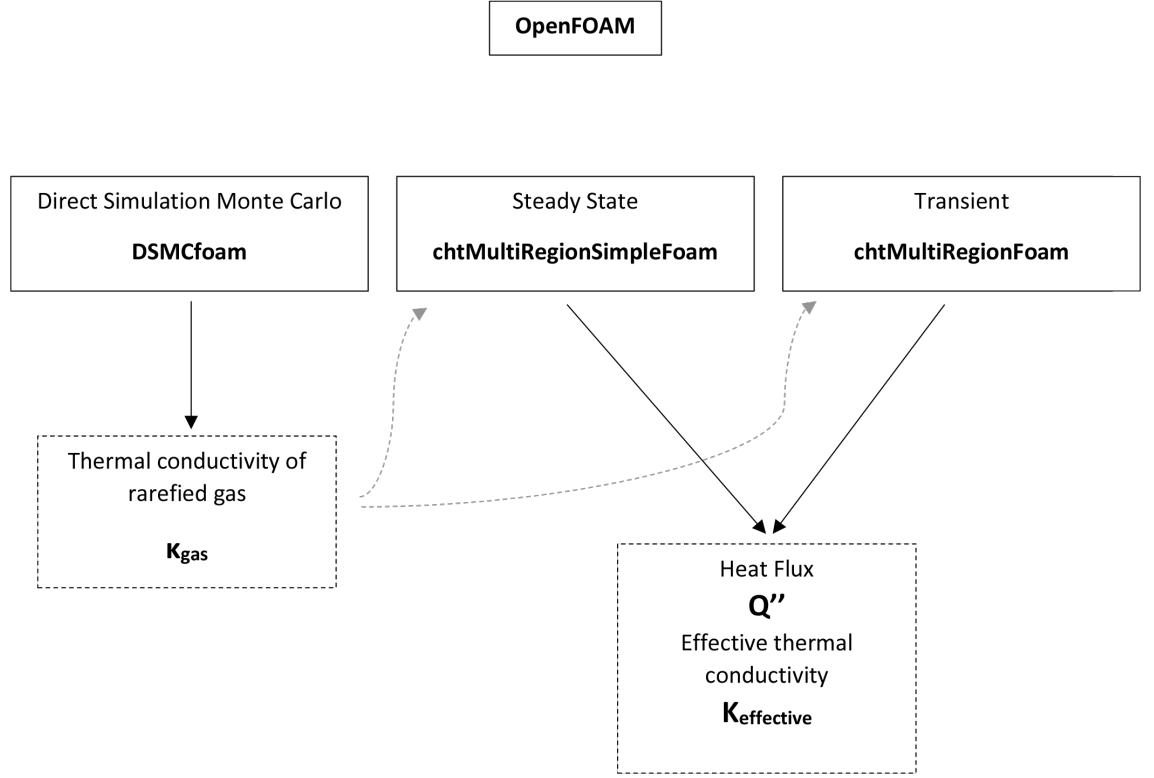 OpenFOAM
Direct Simulation Monte Carlo
DSMCfoam
Steady State
chtMultiRegionSimpleFoam
Transient
chtMultiRegionFoam
Thermal conductivity of
rarefied gas
Kgas
Heat Flux
Q’’
Effective thermal
conductivity
Keffective